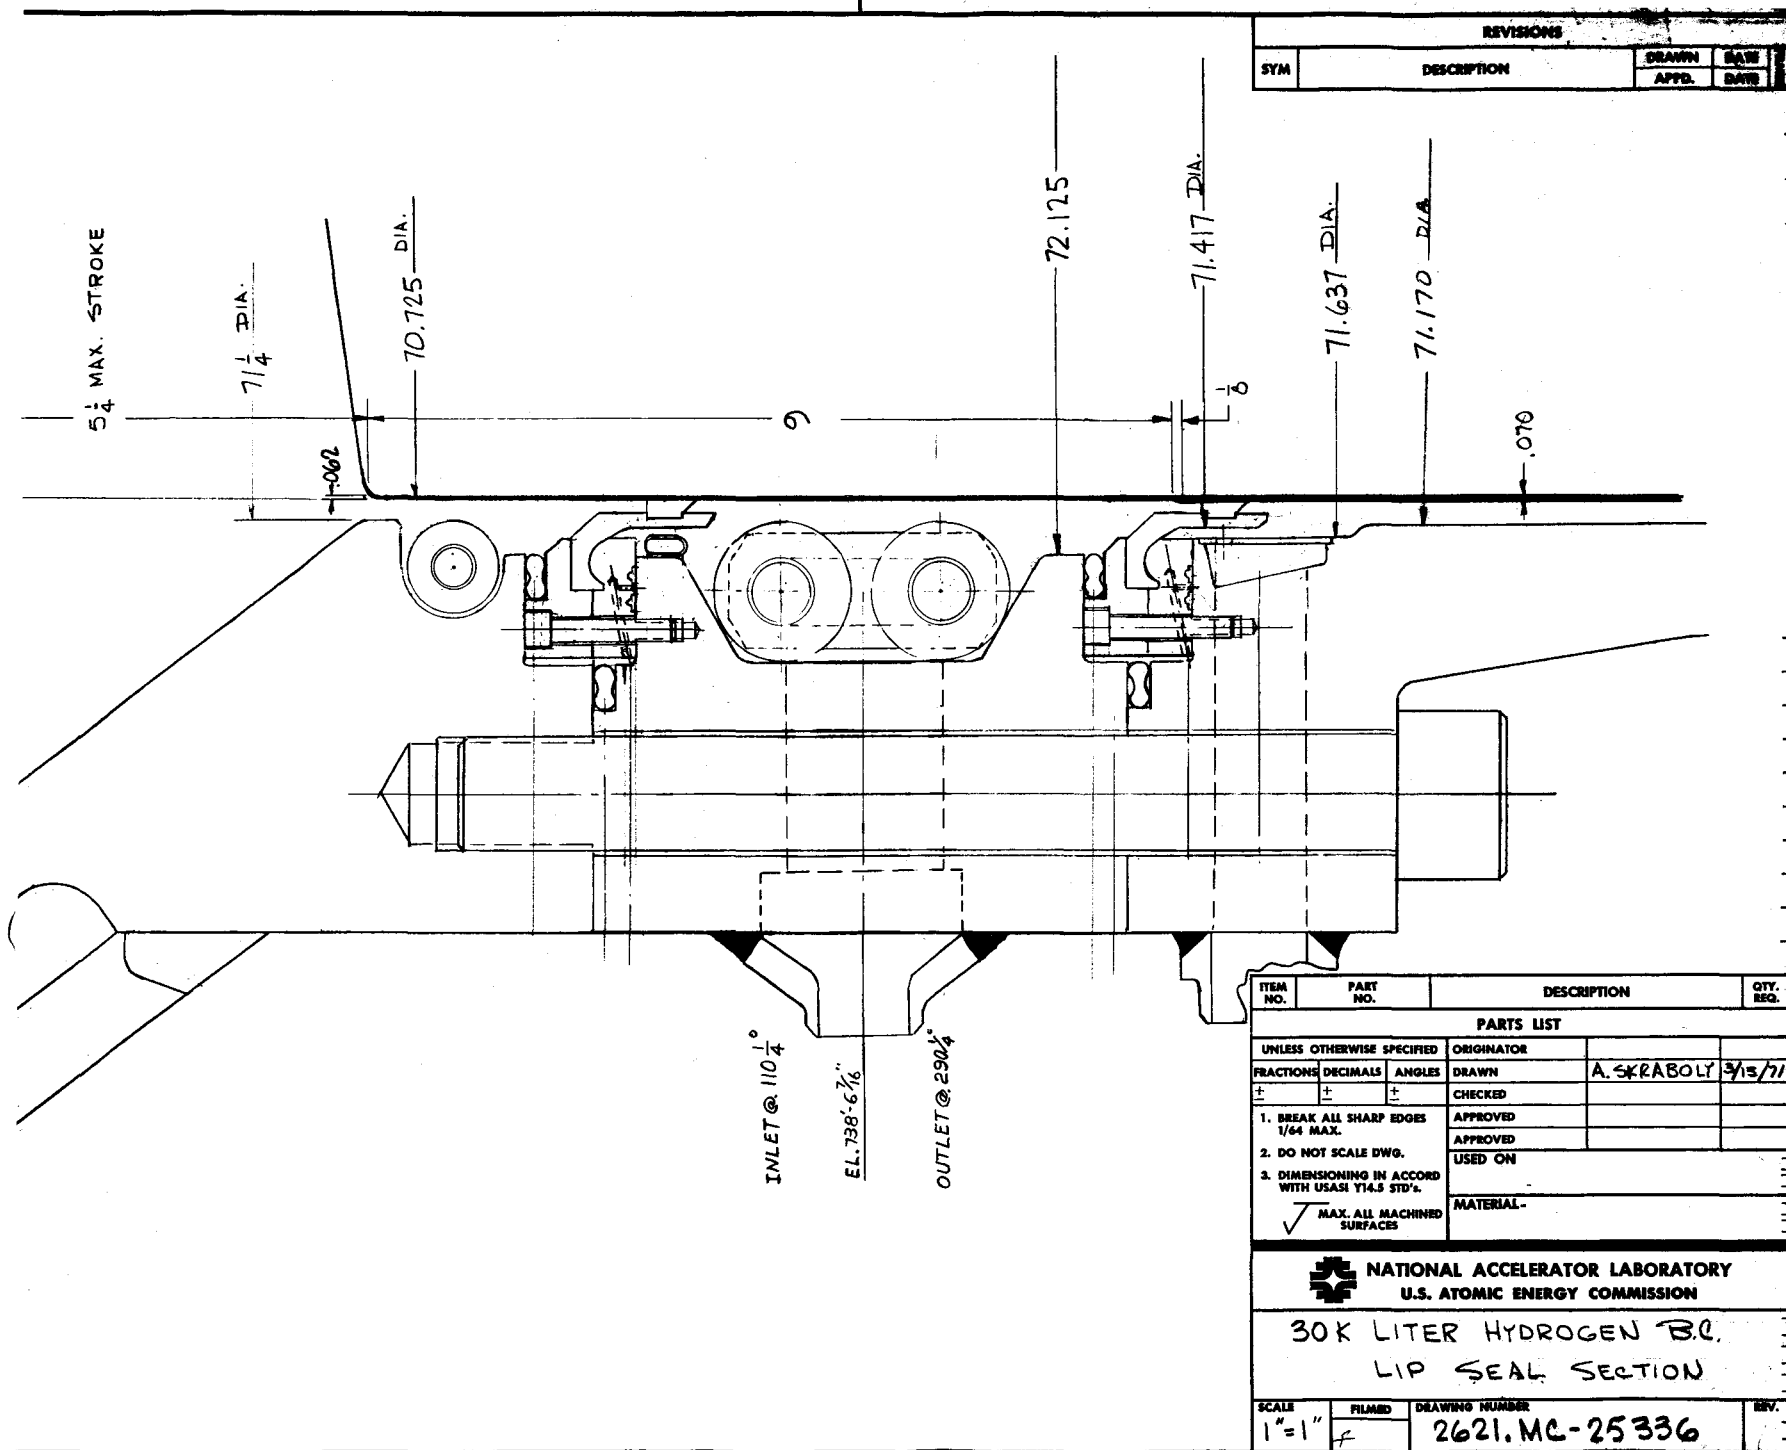 REVISIONS
SYM DESCRIPTION DRAWN DATE
APPD. DATE
5 1/4 MAX. STROKE
71 1/4 DIA.
70.725 DIA.
72.125
71.417 DIA.
71.637 DIA.
71.170 DIA
.062
9
1/8
.070
INLET @ 110 1/4°
EL. 738'-6 7/16"
OUTLET @ 290 1/4°
ITEM NO. PART NO. DESCRIPTION QTY. REQ.
PARTS LIST
UNLESS OTHERWISE SPECIFIED
FRACTIONS DECIMALS ANGLES
± ± ±
1. BREAK ALL SHARP EDGES
1/64 MAX.
2. DO NOT SCALE DWG.
3. DIMENSIONING IN ACCORD
WITH USASI Y14.5 STD's.
MAX. ALL MACHINED
SURFACES
ORIGINATOR
DRAWN A. SKRABOLY 3/15/71
CHECKED
APPROVED
APPROVED
USED ON
MATERIAL-
NATIONAL ACCELERATOR LABORATORY
U.S. ATOMIC ENERGY COMMISSION
30K LITER HYDROGEN B.C.
LIP SEAL SECTION
SCALE FILMED DRAWING NUMBER REV.
1"=1" 2621.MC-25336